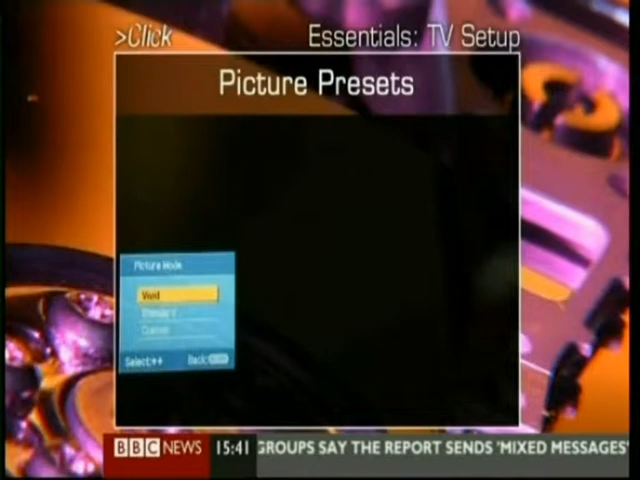 >Click
Essentials: TV Setup
Picture Presets
Picture Mode
Vivid
Standard
Custom
Select:
Back:
BBC NEWS 15:41 GROUPS SAY THE REPORT SENDS 'MIXED MESSAGES'